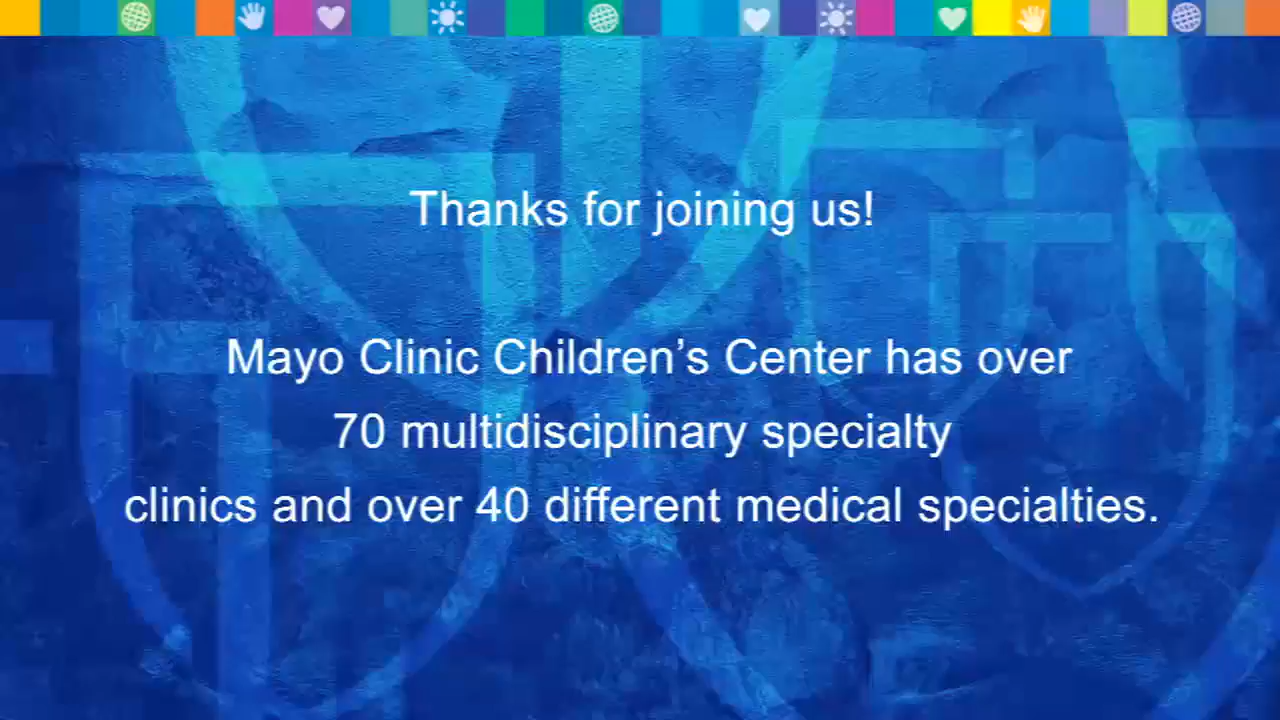 Thanks for joining us!
Mayo Clinic Children’s Center has over
70 multidisciplinary specialty
clinics and over 40 different medical specialties.